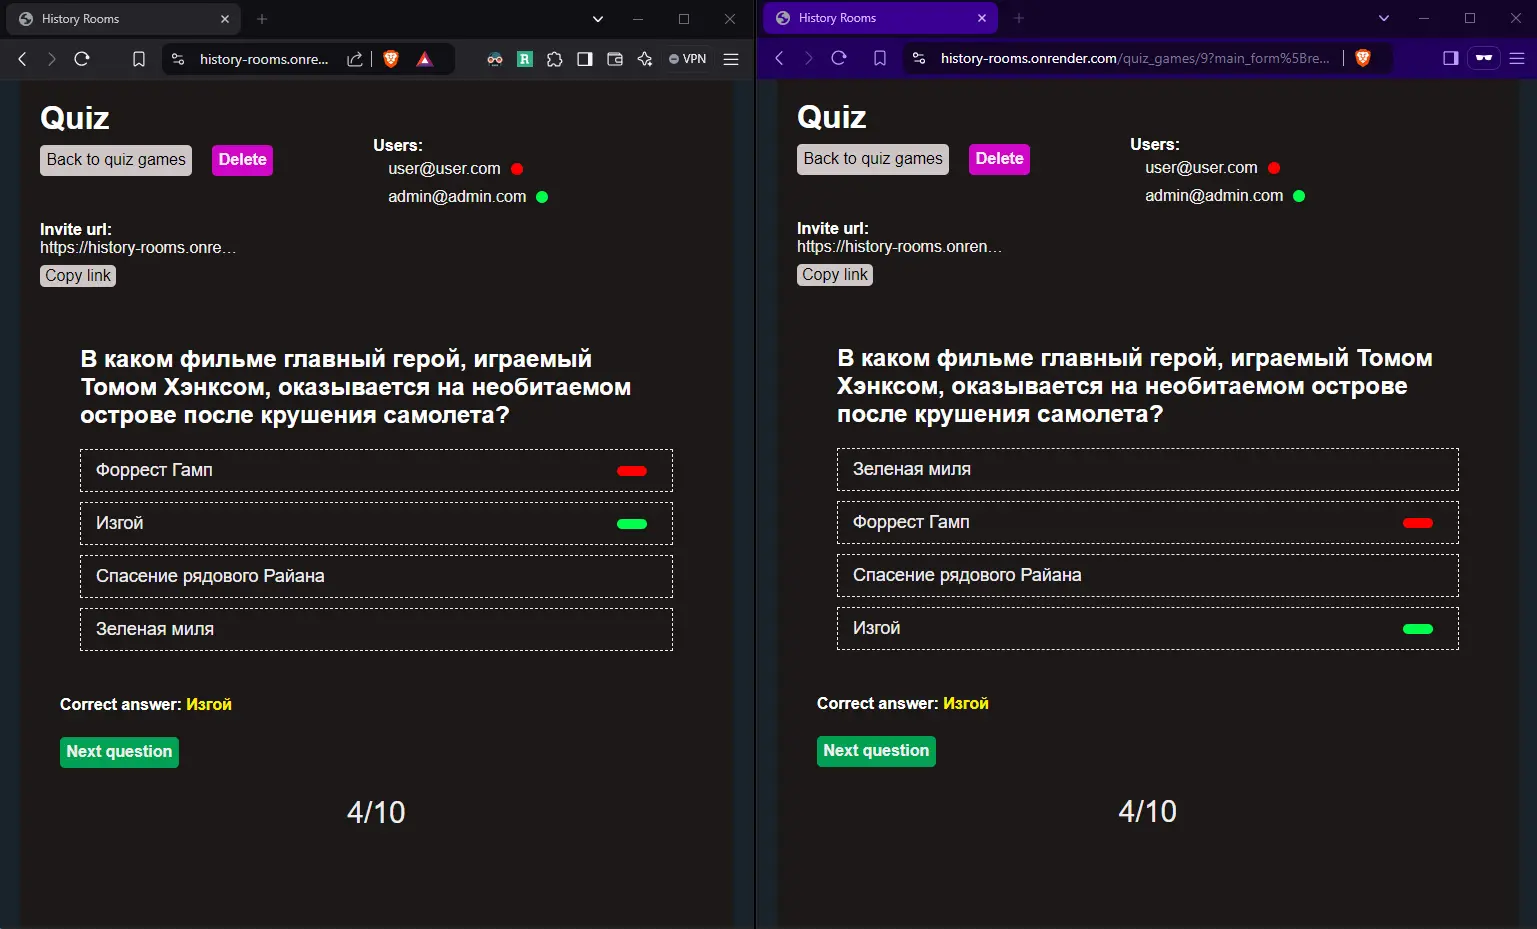 History Rooms
history-rooms.onre...
R
VPN
Quiz
Back to quiz games
Delete
Users:
user@user.com
admin@admin.com
Invite url:
https://history-rooms.onre...
Copy link
В каком фильме главный герой, играемый
Томом Хэнксом, оказывается на необитаемом
острове после крушения самолета?
Форрест Гамп
Изгой
Спасение рядового Райана
Зеленая миля
Correct answer: Изгой
Next question
4/10
History Rooms
history-rooms.onrender.com/quiz_games/9?main_form%5Bre...
Quiz
Back to quiz games
Delete
Users:
user@user.com
admin@admin.com
Invite url:
https://history-rooms.onren...
Copy link
В каком фильме главный герой, играемый Томом
Хэнксом, оказывается на необитаемом острове
после крушения самолета?
Зеленая миля
Форрест Гамп
Спасение рядового Райана
Изгой
Correct answer: Изгой
Next question
4/10